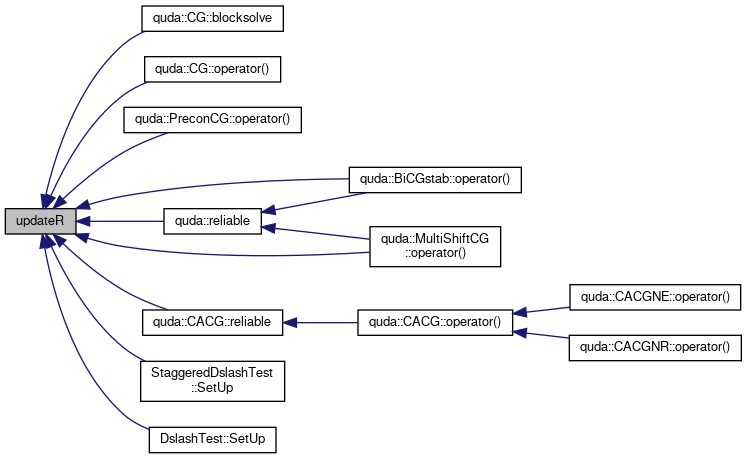 quda::CG::blocksolve
quda::CG::operator()
quda::PreconCG::operator()
quda::BiCGstab::operator()
updateR
quda::reliable
quda::MultiShiftCG
::operator()
quda::CACGNE::operator()
quda::CACG::reliable
quda::CACG::operator()
quda::CACGNR::operator()
StaggeredDslashTest
::SetUp
DslashTest::SetUp